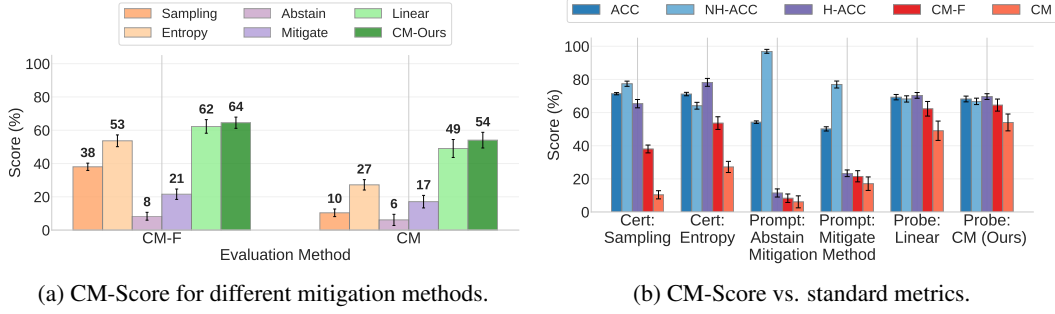 Sampling Abstain Linear
Entropy Mitigate CM-Ours
100
80
60
40
20
0
Score (%)
38
53
8
21
62
64
10
27
6
17
49
54
CM-F CM
Evaluation Method
(a) CM-Score for different mitigation methods.
ACC NH-ACC H-ACC CM-F CM
100
80
60
40
20
0
Score (%)
Cert: Cert: Prompt: Prompt: Probe: Probe:
Sampling Entropy Abstain Mitigate Linear CM (Ours)
Mitigation Method
(b) CM-Score vs. standard metrics.